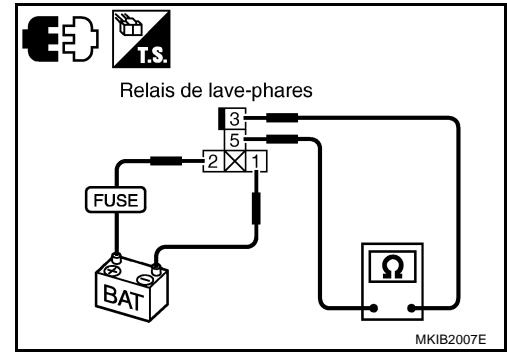 T.S.
Relais de lave-phares
3
5
2 1
FUSE
Ω
BAT
MKIB2007E